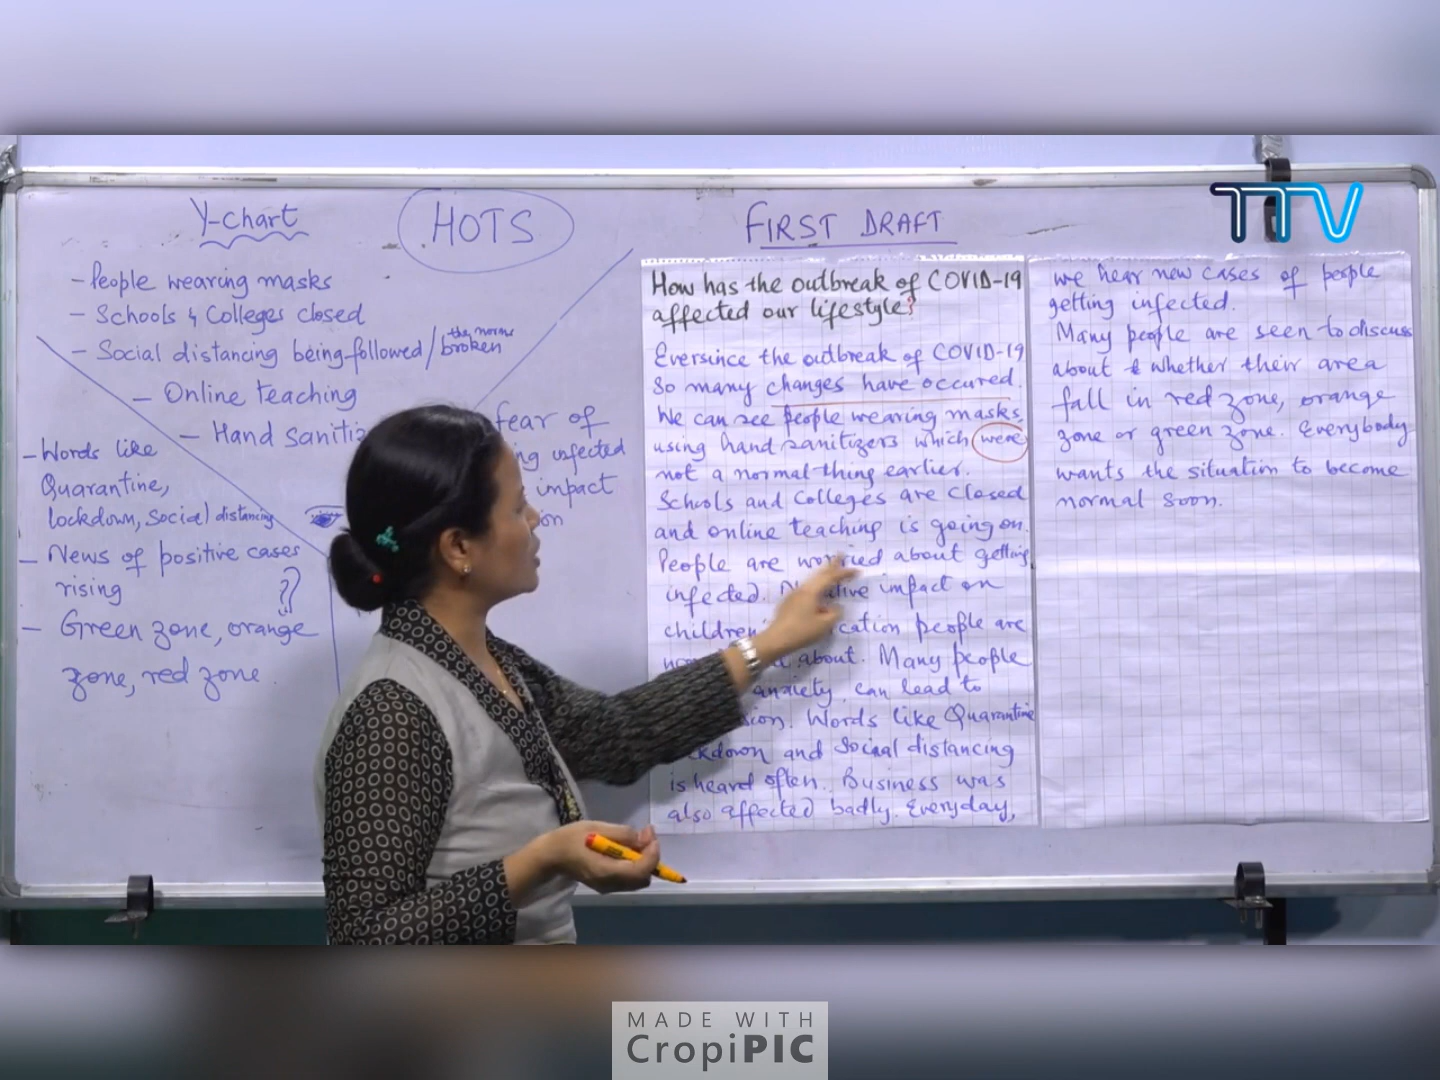 Y-chart
HOTS
- People wearing masks
- Schools & Colleges closed
- Social distancing being followed / the norms broken
- Online teaching
- Hand
- Words like
Quarantine,
lockdown, Social distancing
- News of positive cases
rising
- Green zone, orange
zone, red zone.
fear of
infected
impact
on
FIRST DRAFT
How has the outbreak of COVID-19
affected our lifestyle?
Eversince the outbreak of COVID-19
so many changes have occured.
We can see people wearing masks,
using hand sanitizers which were
not a normal thing earlier.
Schools and Colleges are closed
and online teaching is going on.
People are worried about getting
infected. impact on
people are
about. Many people
anxiety, can lead to
Words like Quarantine
and Social distancing
is heard often. Business was
also affected badly. Everyday,
we hear new cases of people
getting infected.
Many people are seen to discuss
about whether their area
fall in red zone, orange
zone or green zone. Everybody
wants the situation to become
normal soon.
TTV
MADE WITH
CropiPIC